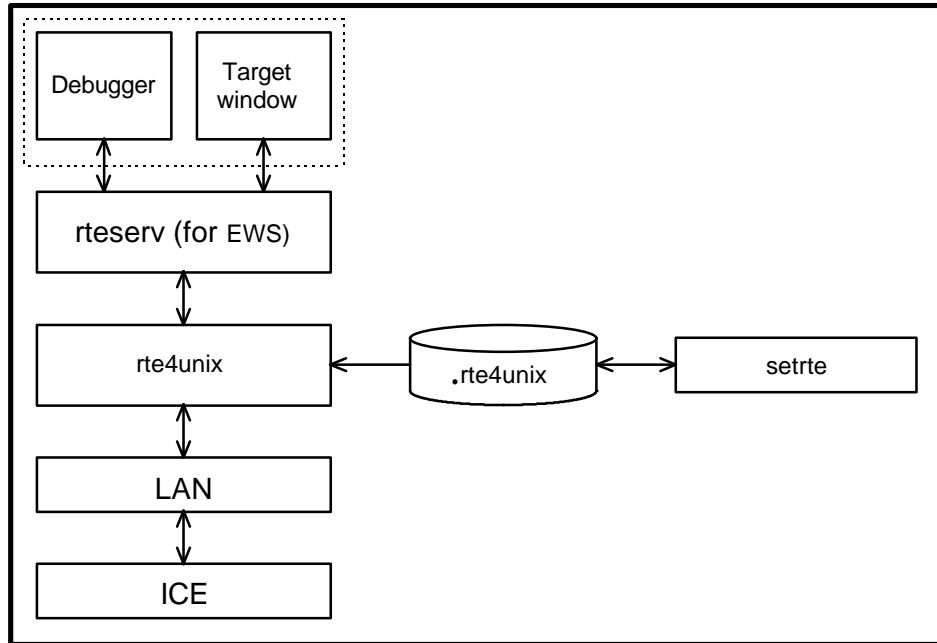 Debugger
Target
window
rteserv (for EWS)
rte4unix
.rte4unix
setrte
LAN
ICE